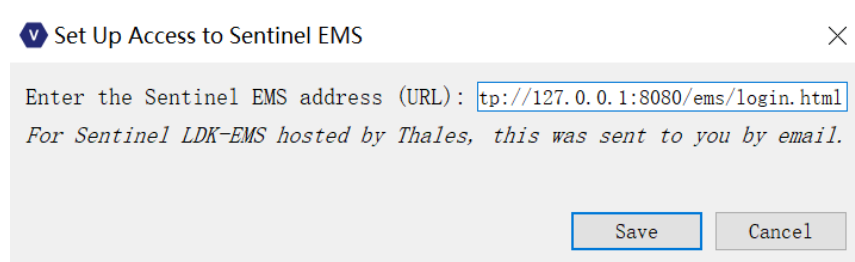 V Set Up Access to Sentinel EMS
Enter the Sentinel EMS address (URL): tp://127.0.0.1:8080/ems/login.html
For Sentinel LDK-EMS hosted by Thales, this was sent to you by email.
Save Cancel